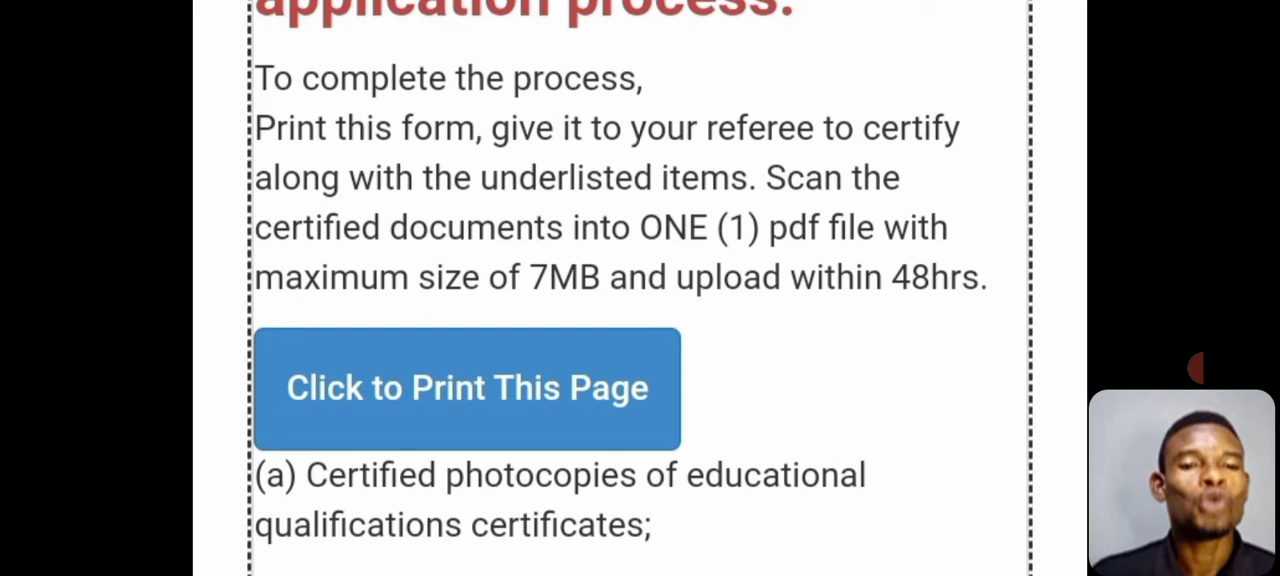 application process.
To complete the process,
Print this form, give it to your referee to certify
along with the underlisted items. Scan the
certified documents into ONE (1) pdf file with
maximum size of 7MB and upload within 48hrs.
Click to Print This Page
(a) Certified photocopies of educational
qualifications certificates;